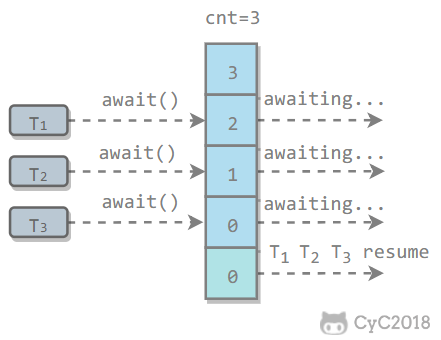 cnt=3
3
await() awaiting...
T1 2
await() awaiting...
T2 1
await() awaiting...
T3 0
T1 T2 T3 resume
0
CyC2018